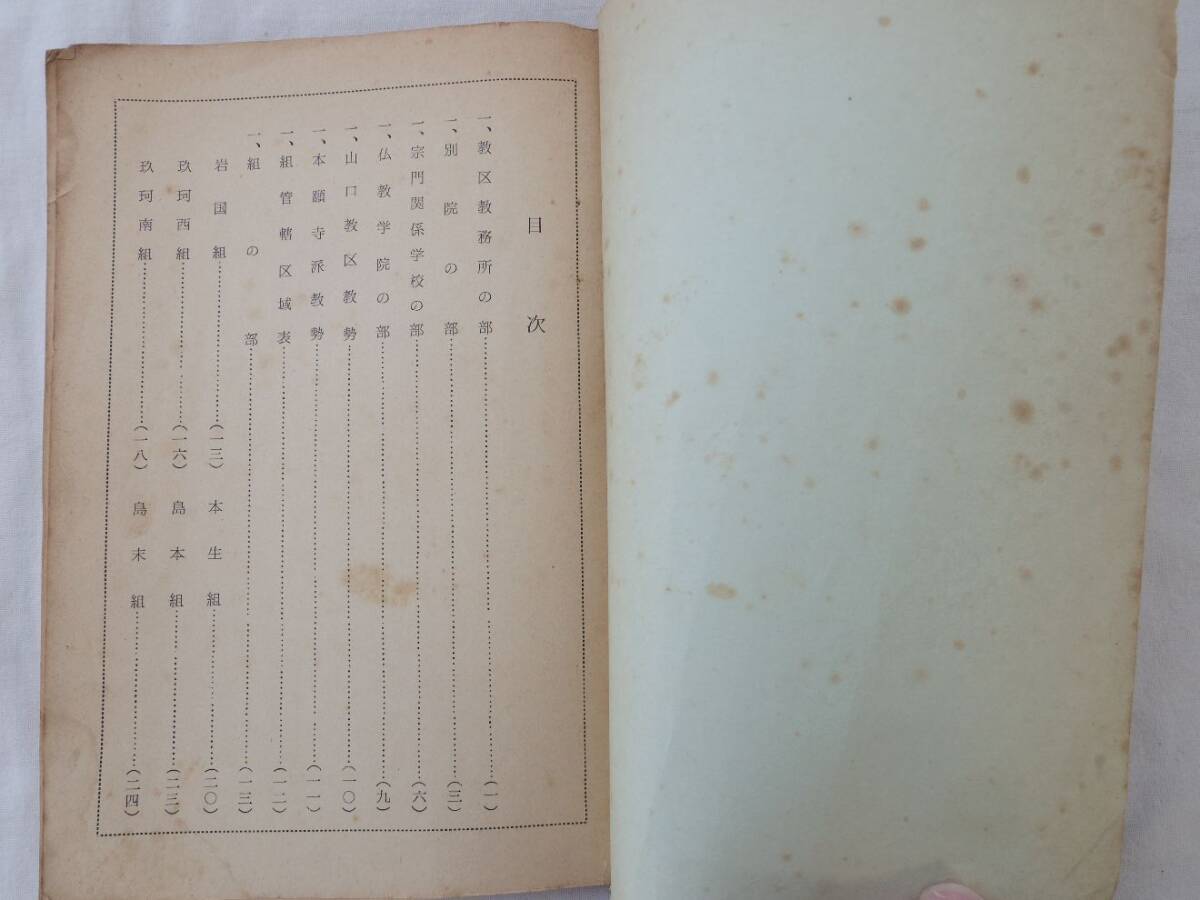 目次
一、教区教務所の部……(一)
一、別院の部……(三)
一、宗門関係学校の部……(六)
一、仏教学院の部……(九)
一、山口教区教勢……(一〇)
一、本願寺派教勢……(一一)
一、組管轄区域表……(一二)
一、組の部……(一三)
岩国組……(一三) 本生組……(二〇)
玖珂西組……(一六) 島本組……(二三)
玖珂南組……(一八) 島末組……(二四)